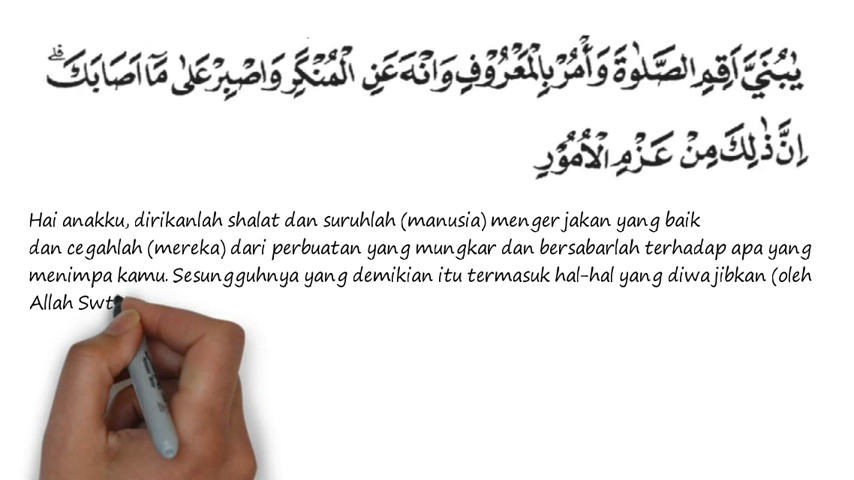 يٰبُنَيَّ اَقِمِ الصَّلٰوةَ وَأْمُرْ بِالْمَعْرُوْفِ وَانْهَ عَنِ الْمُنْكَرِ وَاصْبِرْ عَلٰى مَآ اَصَابَكَۗ
اِنَّ ذٰلِكَ مِنْ عَزْمِ الْاُمُوْرِ
Hai anakku, dirikanlah shalat dan suruhlah (manusia) mengerjakan yang baik
dan cegahlah (mereka) dari perbuatan yang mungkar dan bersabarlah terhadap apa yang
menimpa kamu. Sesungguhnya yang demikian itu termasuk hal-hal yang diwajibkan (oleh
Allah Swt